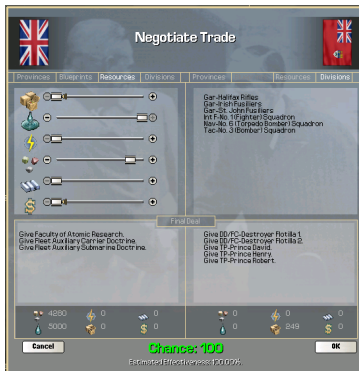 Negotiate Trade
Provinces Blueprints Resources Divisions Provinces Resources Divisions
Gar-Halifax Rifles
Gar-Irish Fusiliers
Gar-St. John Fusiliers
Int F-No. 1 (Fighter) Squadron
Nav-No. 6 (Torpedo Bomber) Squadron
Tac-No. 3 (Bomber) Squadron
Final Deal
Give Faculty of Atomic Research.
Give Fleet Auxiliary Carrier Doctrine.
Give Fleet Auxiliary Submarine Doctrine.
Give DD/FC-Destroyer Flotilla 1.
Give DD/FC-Destroyer Flotilla 2.
Give TP-Prince David.
Give TP-Prince Henry.
Give TP-Prince Robert.
4280 0 0 0 0 0
5000 0 0 0 249 0
Cancel Chance: 100 OK
Estimated Effectiveness: 100.00%